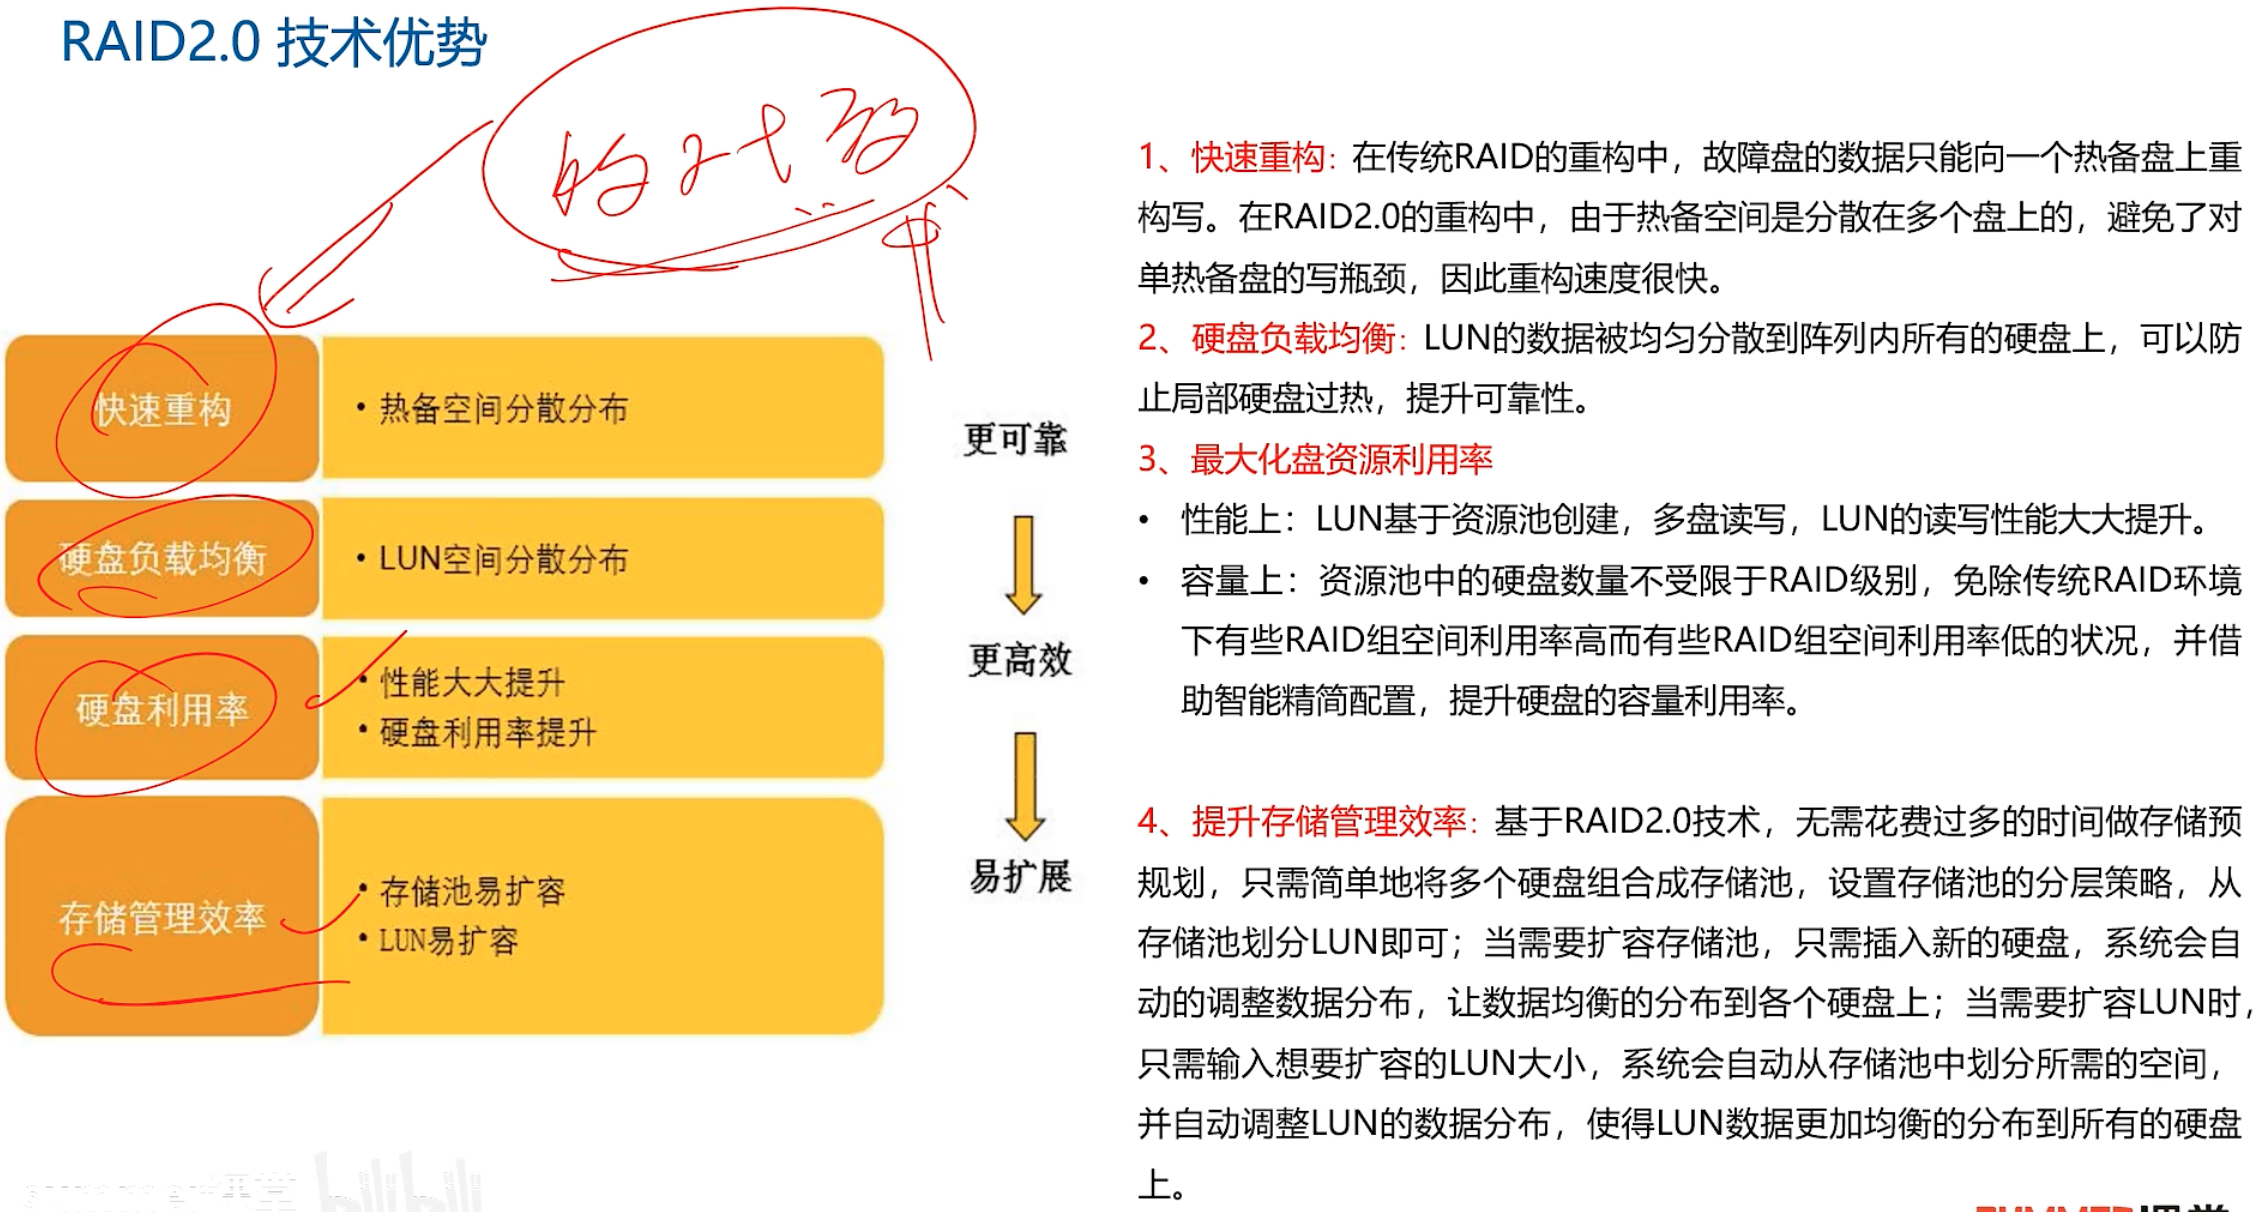 RAID2.0 技术优势
快速重构
• 热备空间分散分布
硬盘负载均衡
• LUN空间分散分布
硬盘利用率
• 性能大大提升
• 硬盘利用率提升
存储管理效率
• 存储池易扩容
• LUN易扩容
更可靠
更高效
易扩展
1、快速重构：在传统RAID的重构中，故障盘的数据只能向一个热备盘上重
构写。在RAID2.0的重构中，由于热备空间是分散在多个盘上的，避免了对
单热备盘的写瓶颈，因此重构速度很快。
2、硬盘负载均衡：LUN的数据被均匀分散到阵列内所有的硬盘上，可以防
止局部硬盘过热，提升可靠性。
3、最大化盘资源利用率
• 性能上：LUN基于资源池创建，多盘读写，LUN的读写性能大大提升。
• 容量上：资源池中的硬盘数量不受限于RAID级别，免除传统RAID环境
下有些RAID组空间利用率高而有些RAID组空间利用率低的状况，并借
助智能精简配置，提升硬盘的容量利用率。
4、提升存储管理效率：基于RAID2.0技术，无需花费过多的时间做存储预
规划，只需简单地将多个硬盘组合成存储池，设置存储池的分层策略，从
存储池划分LUN即可；当需要扩容存储池，只需插入新的硬盘，系统会自
动的调整数据分布，让数据均衡的分布到各个硬盘上；当需要扩容LUN时，
只需输入想要扩容的LUN大小，系统会自动从存储池中划分所需的空间，
并自动调整LUN的数据分布，使得LUN数据更加均衡的分布到所有的硬盘
上。